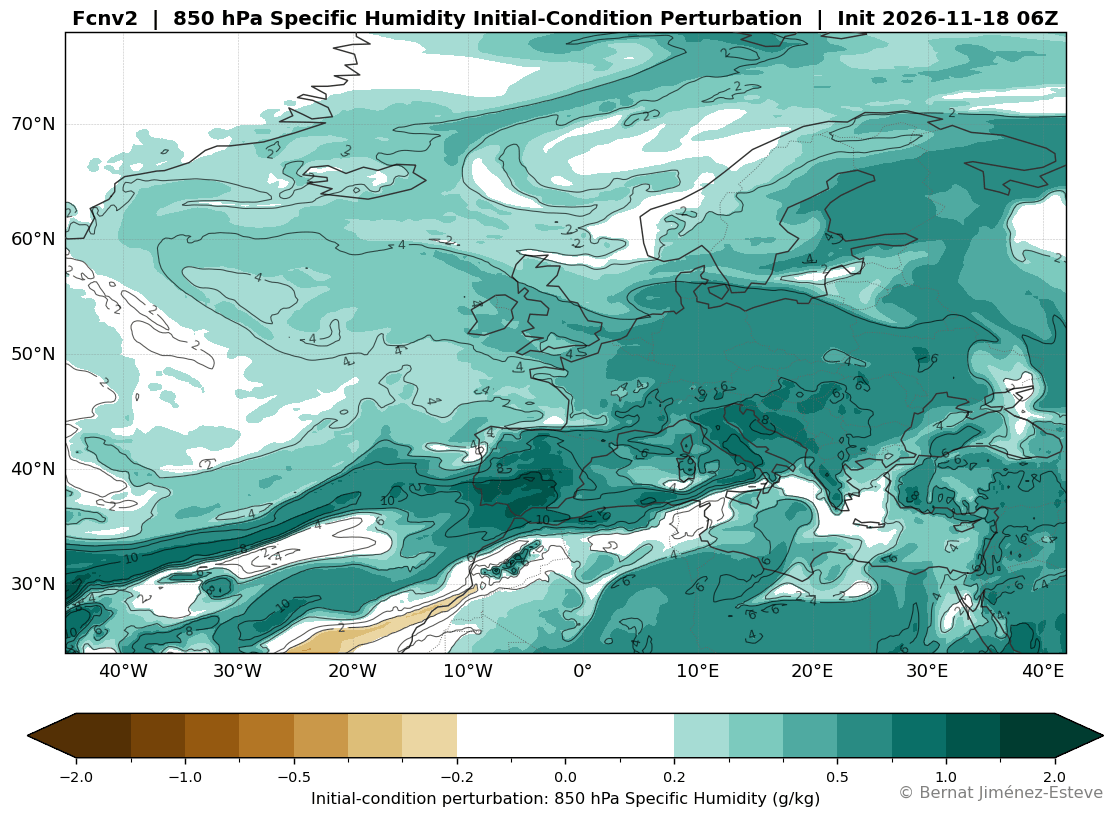 Fcnv2 | 850 hPa Specific Humidity Initial-Condition Perturbation | Init 2026-11-18 06Z
70°N
60°N
50°N
40°N
30°N
40°W 30°W 20°W 10°W 0° 10°E 20°E 30°E 40°E
−2.0 −1.0 −0.5 −0.2 0.0 0.2 0.5 1.0 2.0
Initial-condition perturbation: 850 hPa Specific Humidity (g/kg)
© Bernat Jiménez-Esteve